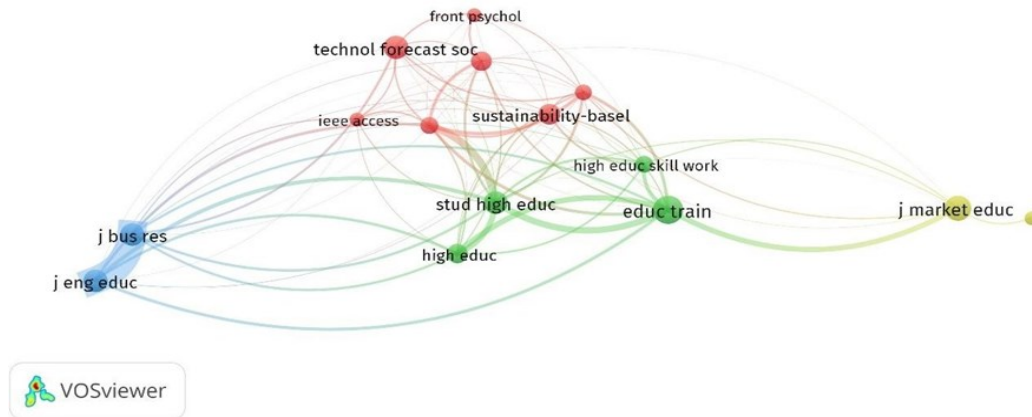 front psychol
technol forecast soc
ieee access
sustainability-basel
high educ skill work
stud high educ
educ train
j market educ
j bus res
high educ
j eng educ
VOSviewer